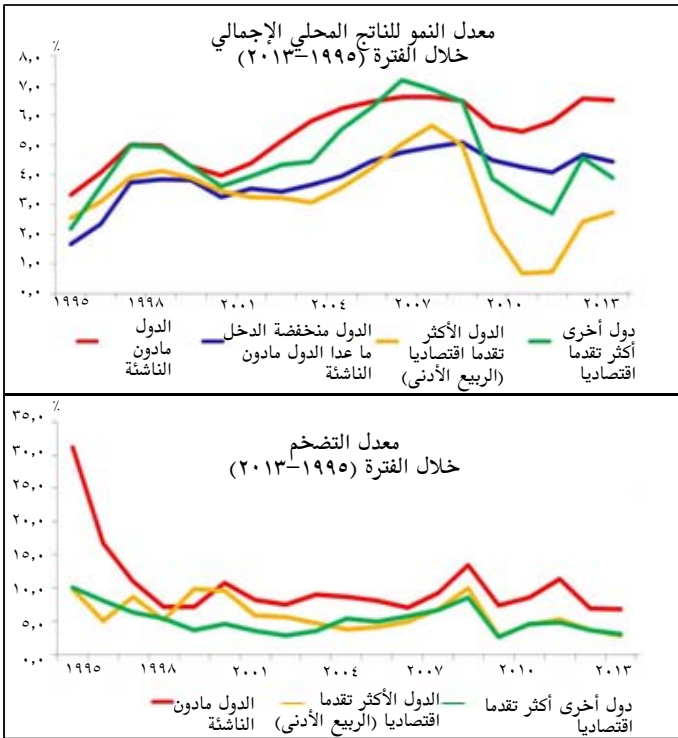 معدل النمو للناتج المحلي الإجمالي
خلال الفترة (١٩٩٥-٢٠١٣)
٪
٨,٠
٧,٠
٦,٠
٥,٠
٤,٠
٣,٠
٢,٠
١,٠
٠,٠
١٩٩٥ ١٩٩٨ ٢٠٠١ ٢٠٠٤ ٢٠٠٧ ٢٠١٠ ٢٠١٣
الدول
مادون
الناشئة
الدول منخفضة الدخل
ما عدا الدول مادون
الناشئة
الدول الأكثر
تقدما اقتصاديا
(الربيع الأدنى)
دول أخرى
أكثر تقدما
اقتصاديا
معدل التضخم
خلال الفترة (١٩٩٥-٢٠١٣)
٪
٣٥,٠
٣٠,٠
٢٥,٠
٢٠,٠
١٥,٠
١٠,٠
٥,٠
٠,٠
١٩٩٥ ١٩٩٨ ٢٠٠١ ٢٠٠٤ ٢٠٠٧ ٢٠١٠ ٢٠١٣
الدول مادون
الناشئة
الدول الأكثر تقدما
اقتصاديا (الربيع الأدنى)
دول أخرى أكثر تقدما
اقتصاديا